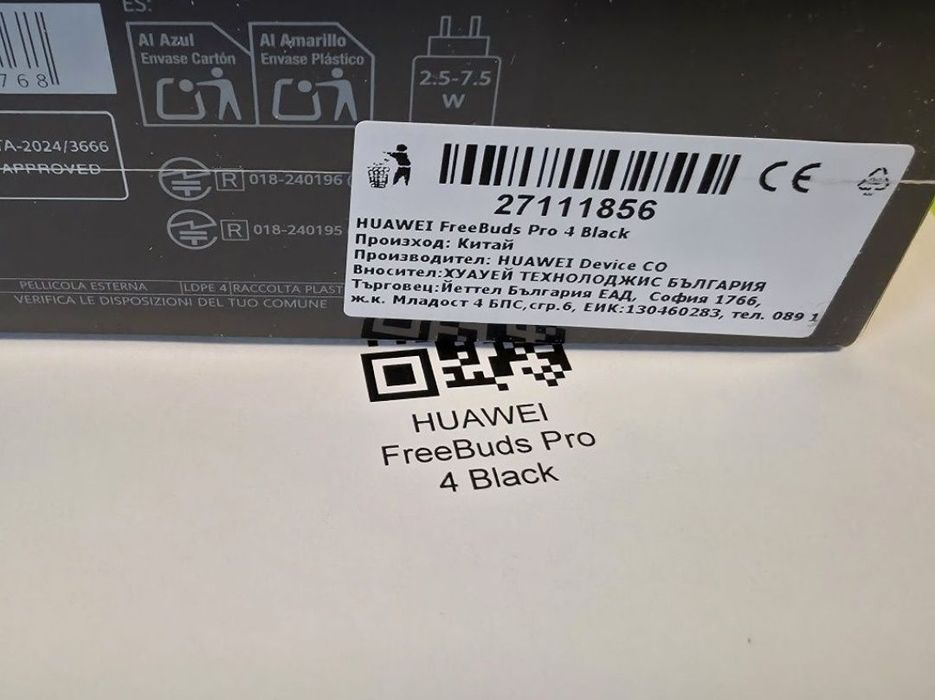 ES:
Al Azul
Envase Cartón
Al Amarillo
Envase Plástico
2.5-7.5
W
768
TA-2024/3666
APPROVED
R 018-240196
R 018-240195
PELLICOLA ESTERNA LDPE 4 RACCOLTA PLAST
VERIFICA LE DISPOSIZIONI DEL TUO COMUNE
CE
27111856
HUAWEI FreeBuds Pro 4 Black
Произход: Китай
Производител: HUAWEI Device CO
Вносител:ХУАУЕЙ ТЕХНОЛОДЖИС БЪЛГАРИЯ
Търговец:Йеттел България ЕАД, София 1766,
ж.к. Младост 4 БПС,сгр.6, ЕИК:130460283, тел. 089 1
HUAWEI
FreeBuds Pro
4 Black